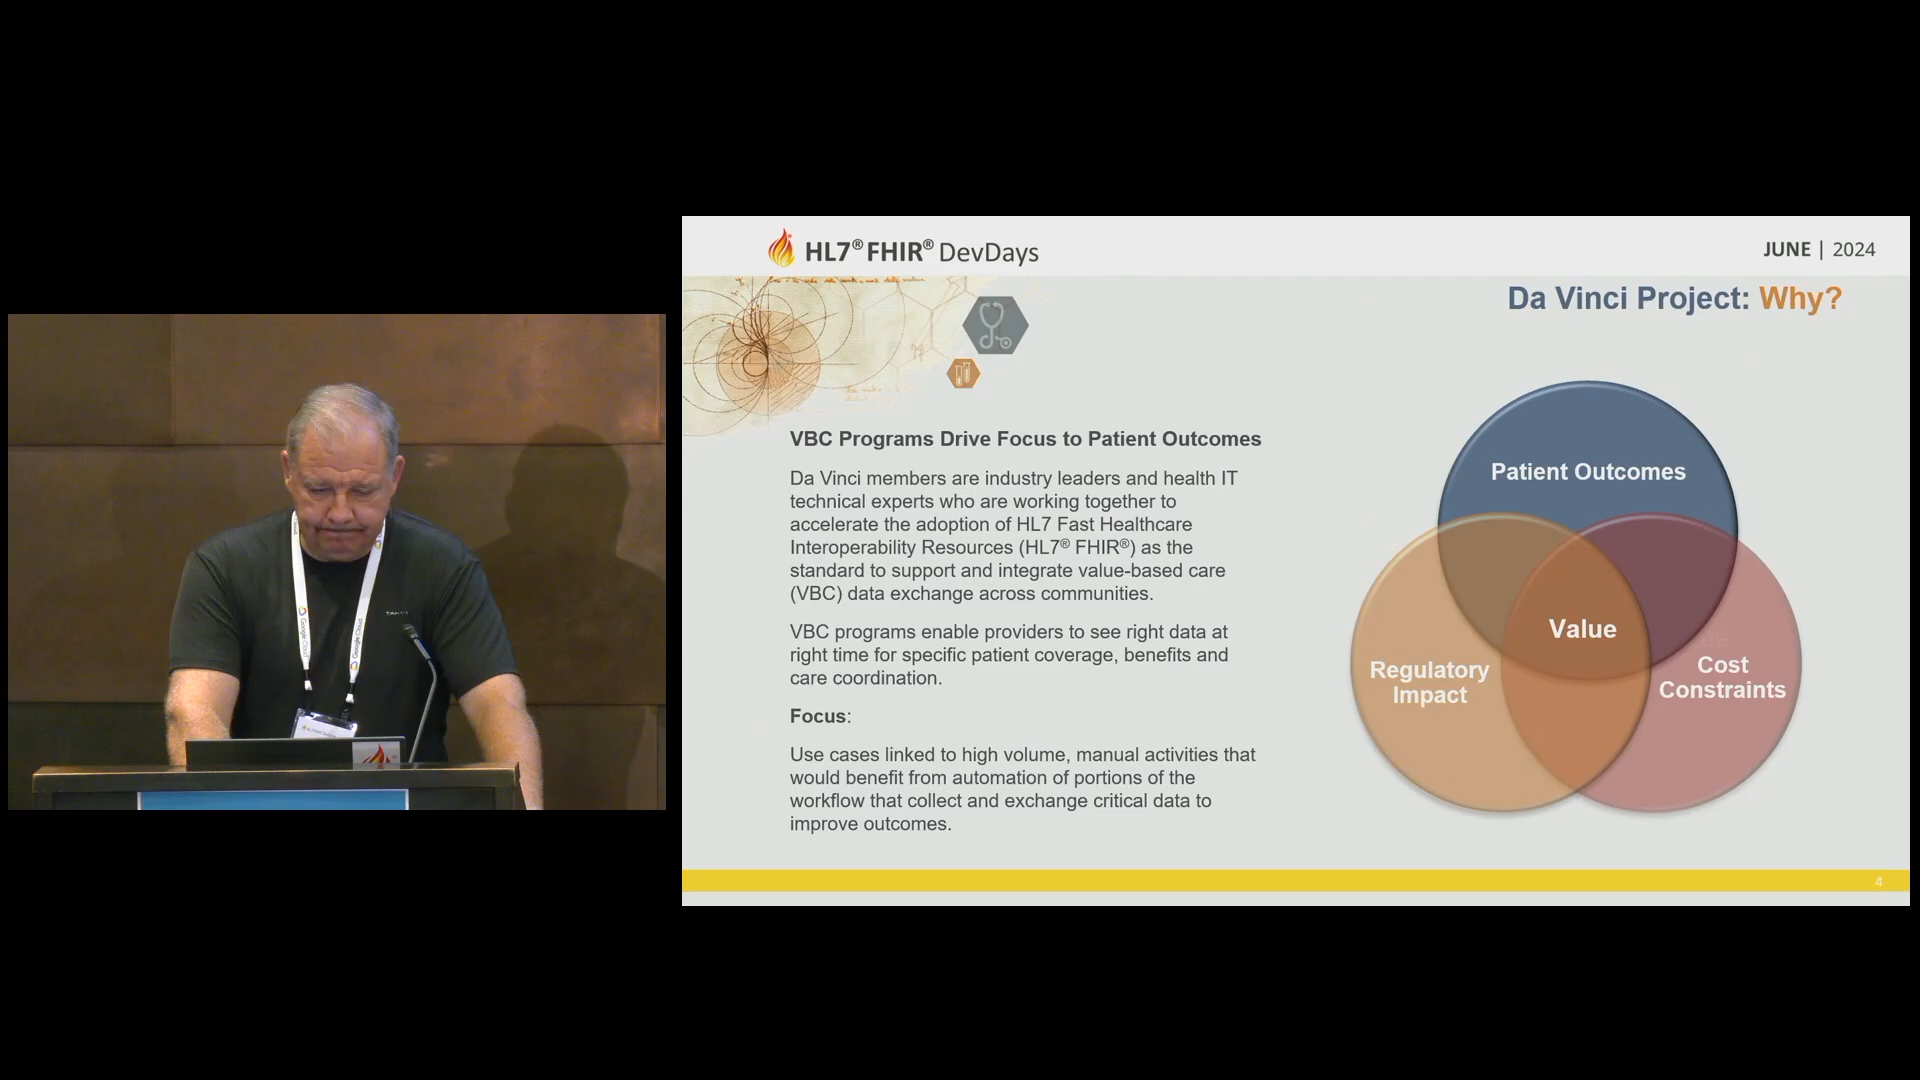 HL7® FHIR® DevDays
JUNE | 2024
Da Vinci Project: Why?
VBC Programs Drive Focus to Patient Outcomes
Da Vinci members are industry leaders and health IT
technical experts who are working together to
accelerate the adoption of HL7 Fast Healthcare
Interoperability Resources (HL7® FHIR®) as the
standard to support and integrate value-based care
(VBC) data exchange across communities.
VBC programs enable providers to see right data at
right time for specific patient coverage, benefits and
care coordination.
Focus:
Use cases linked to high volume, manual activities that
would benefit from automation of portions of the
workflow that collect and exchange critical data to
improve outcomes.
Patient Outcomes
Value
Regulatory
Impact
Cost
Constraints
4
Google Cloud
Google Cloud